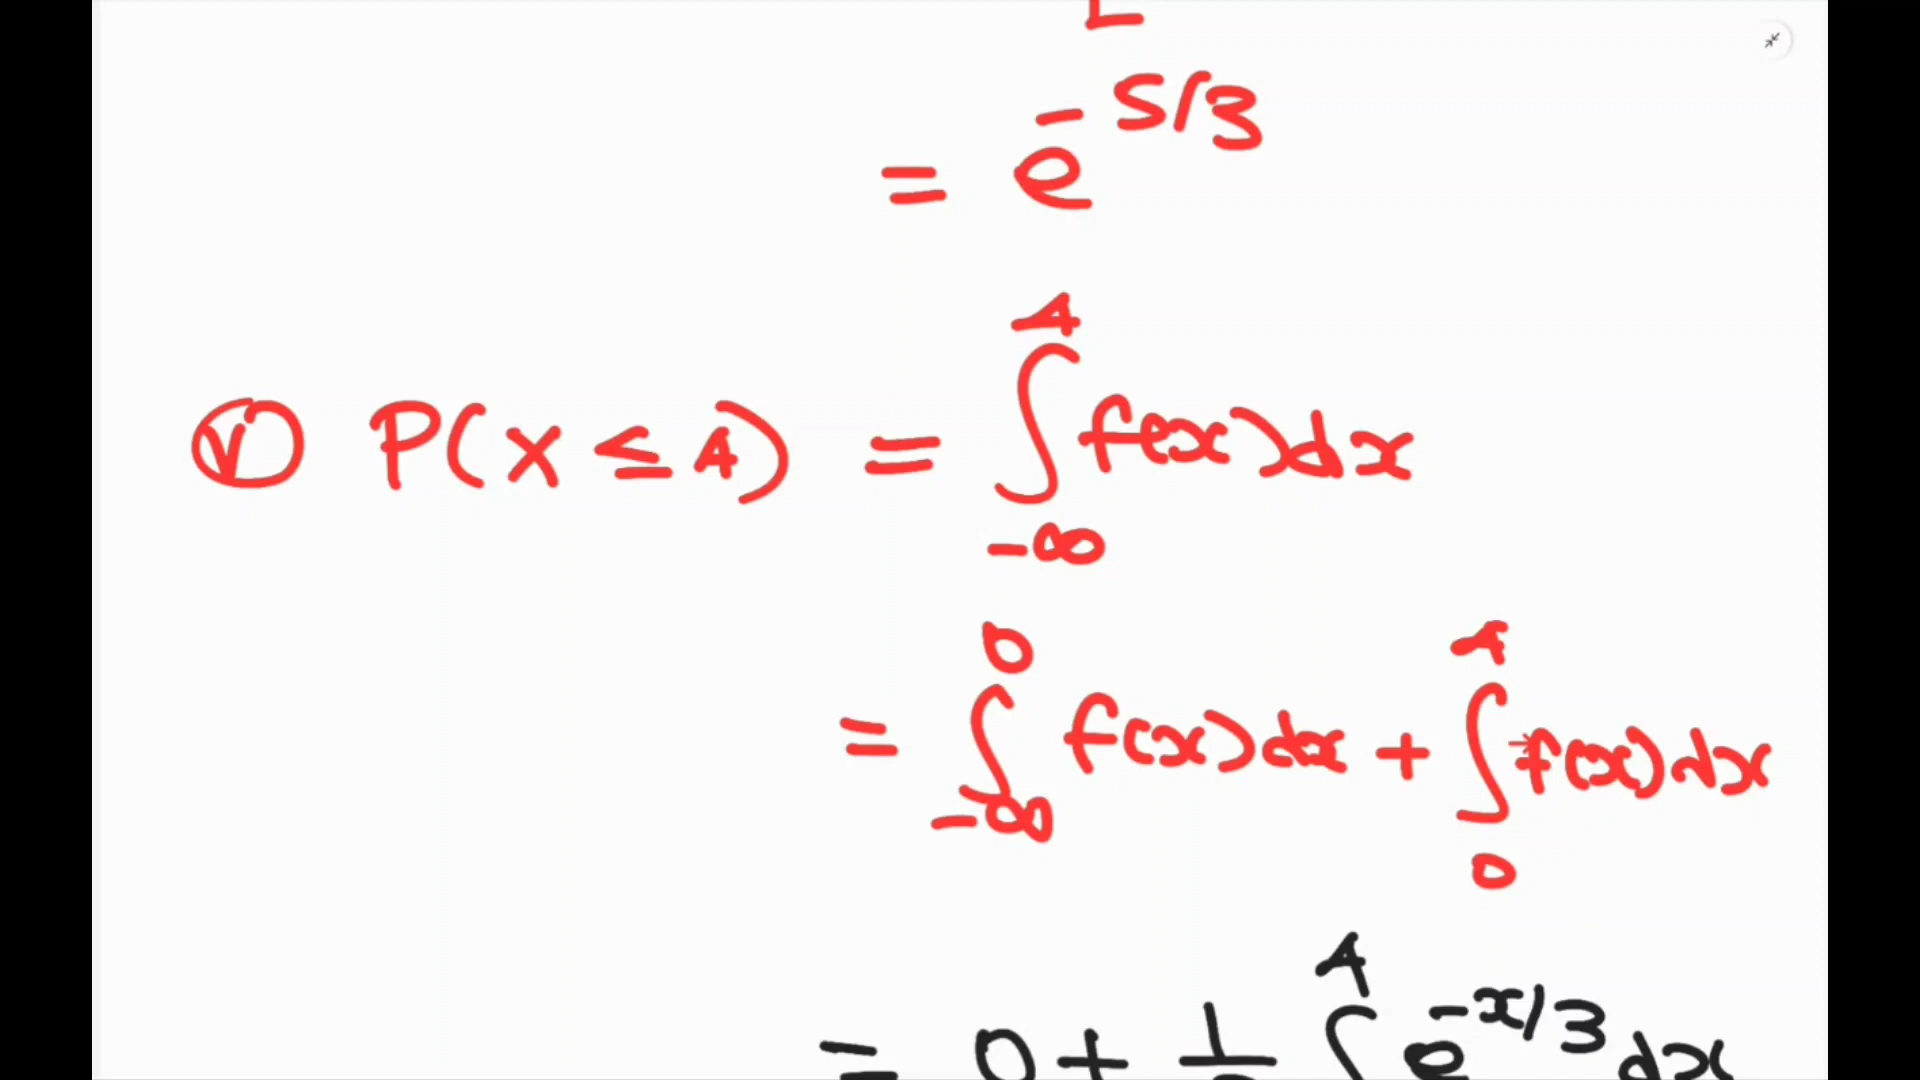 = e^{-5/3}
(v) P(X ≤ 4) = ∫_{-∞}^{4} f(x)dx
= ∫_{-∞}^{0} f(x)dx + ∫_{0}^{4} f(x)dx
= 0 + 1 ∫^{4} e^{-x/3} dx